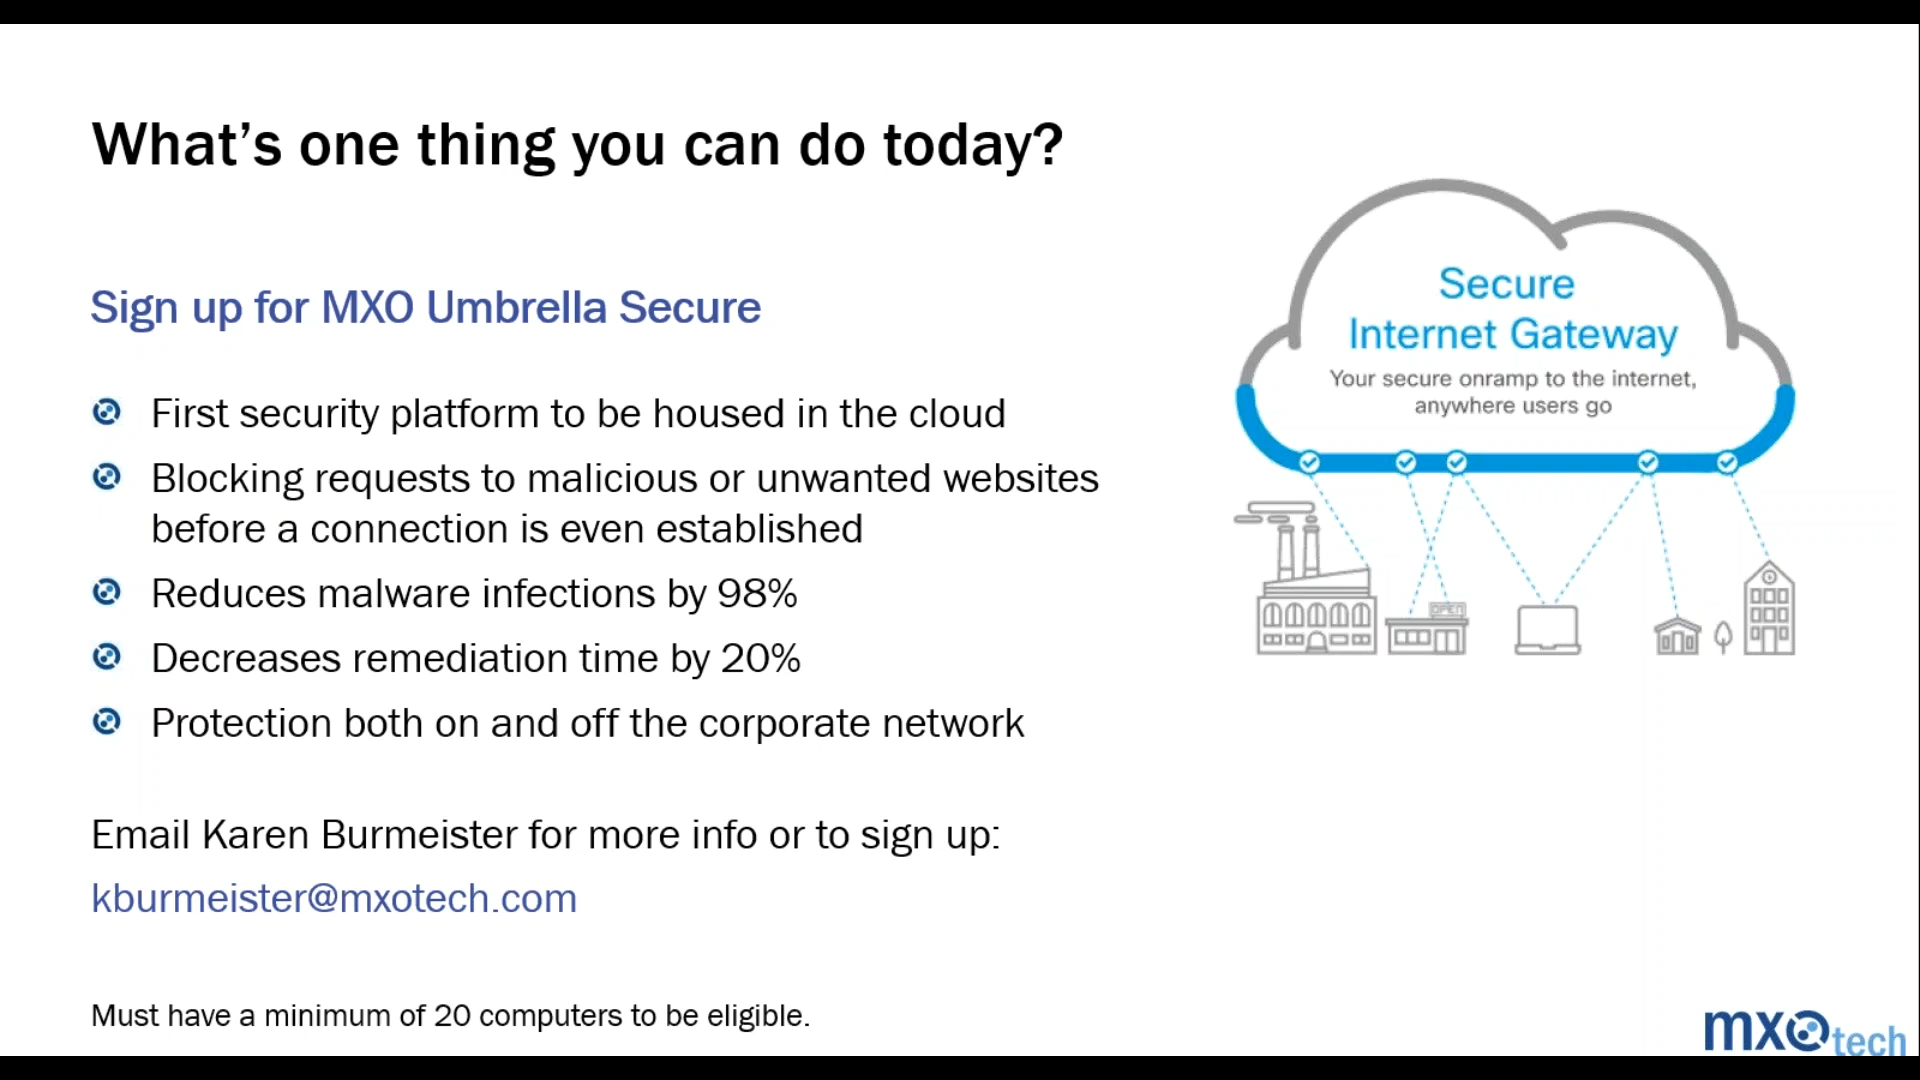 What's one thing you can do today?
Sign up for MXO Umbrella Secure
First security platform to be housed in the cloud
Blocking requests to malicious or unwanted websites
before a connection is even established
Reduces malware infections by 98%
Decreases remediation time by 20%
Protection both on and off the corporate network
Email Karen Burmeister for more info or to sign up:
kburmeister@mxotech.com
Must have a minimum of 20 computers to be eligible.
Secure
Internet Gateway
Your secure onramp to the internet,
anywhere users go
OPEN
mxotech